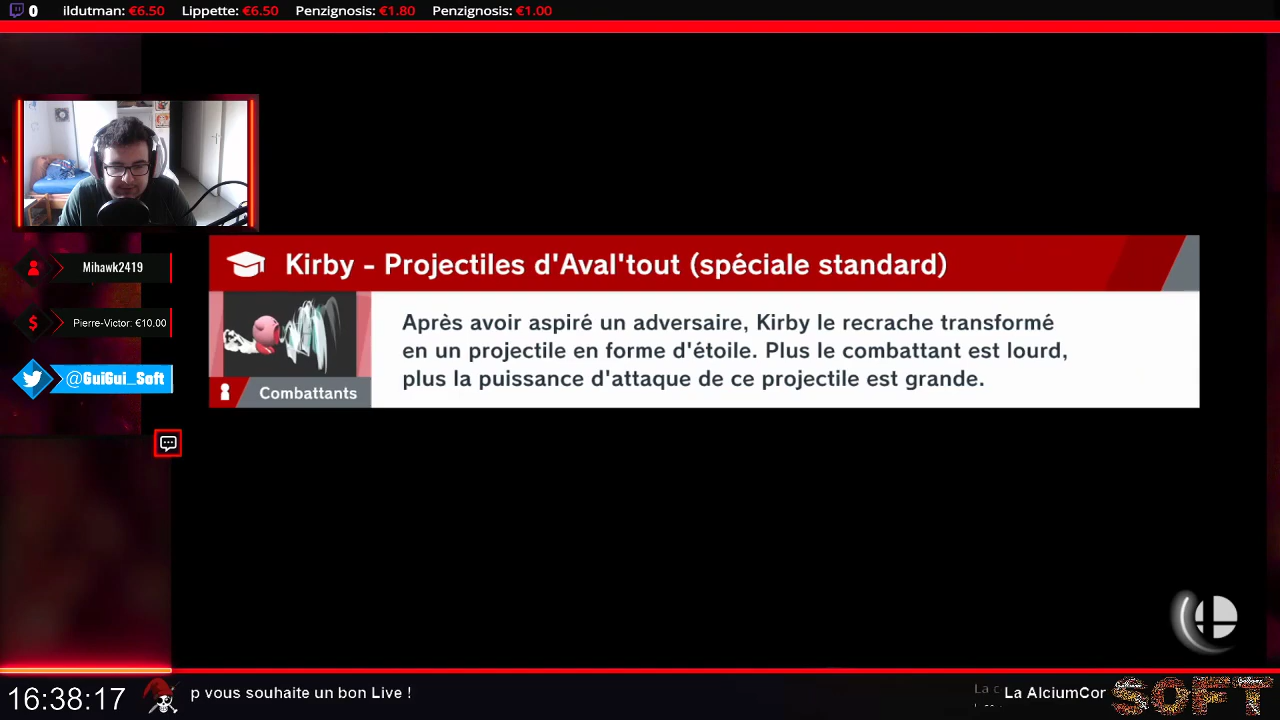 0 ildutman: €6.50 Lippette: €6.50 Penzignosis: €1.80 Penzignosis: €1.00
Mihawk2419
$ Pierre-Victor: €10.00
@GuiGui_Soft
Kirby - Projectiles d'Aval'tout (spéciale standard)
Après avoir aspiré un adversaire, Kirby le recrache transformé
en un projectile en forme d'étoile. Plus le combattant est lourd,
plus la puissance d'attaque de ce projectile est grande.
Combattants
16:38:17 p vous souhaite un bon Live ! La c La AlciumCor SOFT